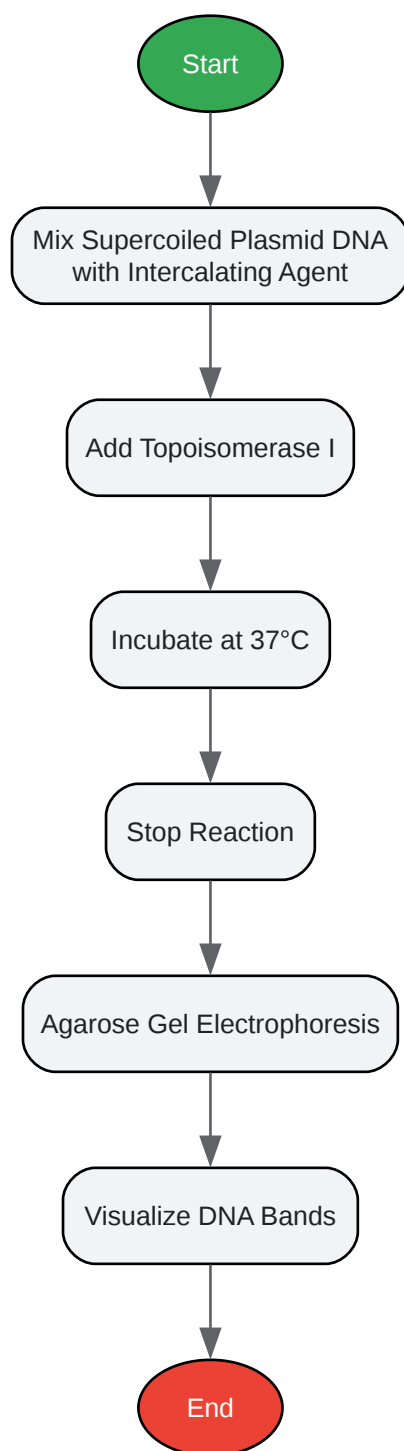 Start
Mix Supercoiled Plasmid DNA
with Intercalating Agent
Add Topoisomerase I
Incubate at 37°C
Stop Reaction
Agarose Gel Electrophoresis
Visualize DNA Bands
End